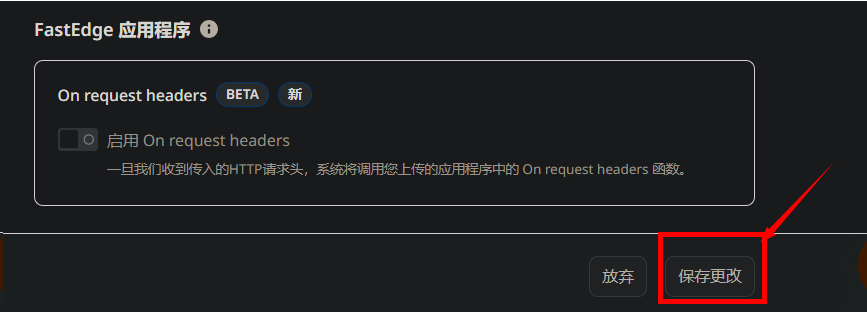 FastEdge 应用程序
On request headers BETA 新
启用 On request headers
一旦我们收到传入的HTTP请求头，系统将调用您上传的应用程序中的 On request headers 函数。
放弃 保存更改